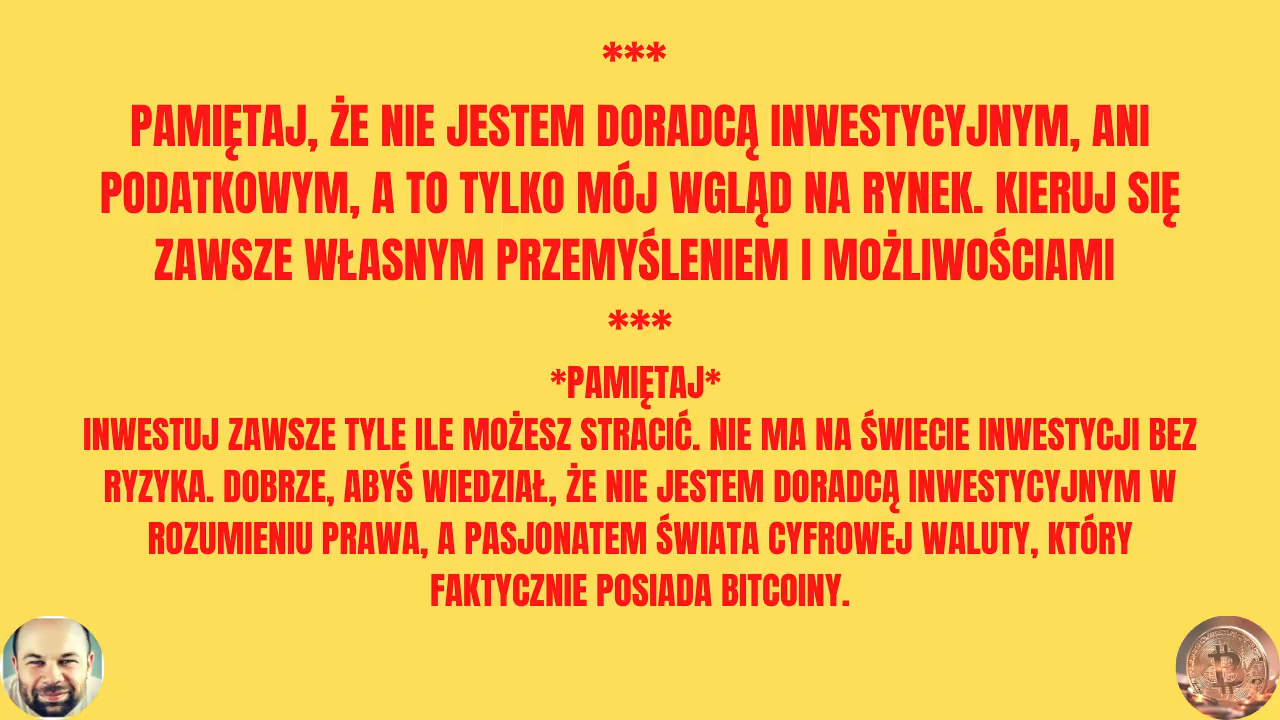 ***
PAMIĘTAJ, ŻE NIE JESTEM DORADCĄ INWESTYCYJNYM, ANI
PODATKOWYM, A TO TYLKO MÓJ WGLĄD NA RYNEK. KIERUJ SIĘ
ZAWSZE WŁASNYM PRZEMYŚLENIEM I MOŻLIWOŚCIAMI
***
*PAMIĘTAJ*
INWESTUJ ZAWSZE TYLE ILE MOŻESZ STRACIĆ. NIE MA NA ŚWIECIE INWESTYCJI BEZ
RYZYKA. DOBRZE, ABYŚ WIEDZIAŁ, ŻE NIE JESTEM DORADCĄ INWESTYCYJNYM W
ROZUMIENIU PRAWA, A PASJONATEM ŚWIATA CYFROWEJ WALUTY, KTÓRY
FAKTYCZNIE POSIADA BITCOINY.